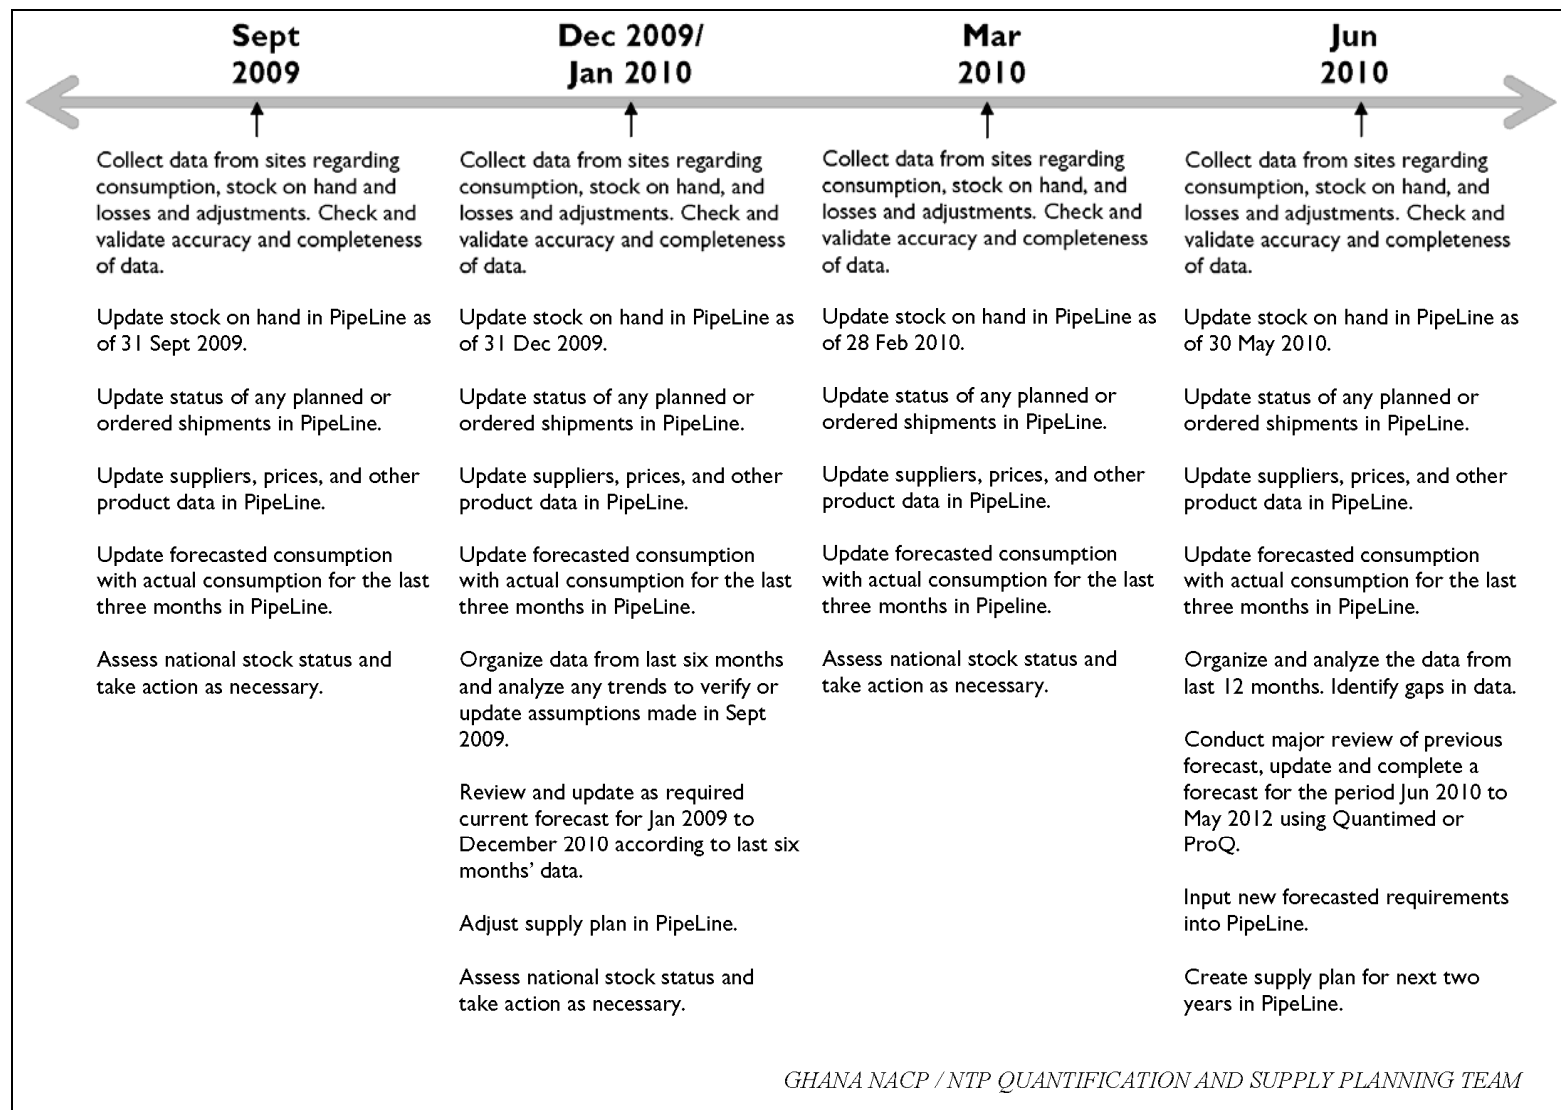 Sept
2009
Collect data from sites regarding
consumption, stock on hand and
losses and adjustments. Check and
validate accuracy and completeness
of data.
Update stock on hand in PipeLine as
of 31 Sept 2009.
Update status of any planned or
ordered shipments in PipeLine.
Update suppliers, prices, and other
product data in PipeLine.
Update forecasted consumption
with actual consumption for the last
three months in PipeLine.
Assess national stock status and
take action as necessary.
Dec 2009/
Jan 2010
Collect data from sites regarding
consumption, stock on hand, and
losses and adjustments. Check and
validate accuracy and completeness
of data.
Update stock on hand in PipeLine as
of 31 Dec 2009.
Update status of any planned or
ordered shipments in PipeLine.
Update suppliers, prices, and other
product data in PipeLine.
Update forecasted consumption
with actual consumption for the last
three months in PipeLine.
Organize data from last six months
and analyze any trends to verify or
update assumptions made in Sept
2009.
Review and update as required
current forecast for Jan 2009 to
December 2010 according to last six
months’ data.
Adjust supply plan in PipeLine.
Assess national stock status and
take action as necessary.
Mar
2010
Collect data from sites regarding
consumption, stock on hand, and
losses and adjustments. Check and
validate accuracy and completeness
of data.
Update stock on hand in PipeLine as
of 28 Feb 2010.
Update status of any planned or
ordered shipments in PipeLine.
Update suppliers, prices, and other
product data in PipeLine.
Update forecasted consumption
with actual consumption for the last
three months in Pipeline.
Assess national stock status and
take action as necessary.
Jun
2010
Collect data from sites regarding
consumption, stock on hand, and
losses and adjustments. Check and
validate accuracy and completeness
of data.
Update stock on hand in PipeLine as
of 30 May 2010.
Update status of any planned or
ordered shipments in PipeLine.
Update suppliers, prices, and other
product data in PipeLine.
Update forecasted consumption
with actual consumption for the last
three months in PipeLine.
Organize and analyze the data from
last 12 months. Identify gaps in data.
Conduct major review of previous
forecast, update and complete a
forecast for the period Jun 2010 to
May 2012 using Quantimed or
ProQ.
Input new forecasted requirements
into PipeLine.
Create supply plan for next two
years in PipeLine.
GHANA NACP / NTP QUANTIFICATION AND SUPPLY PLANNING TEAM